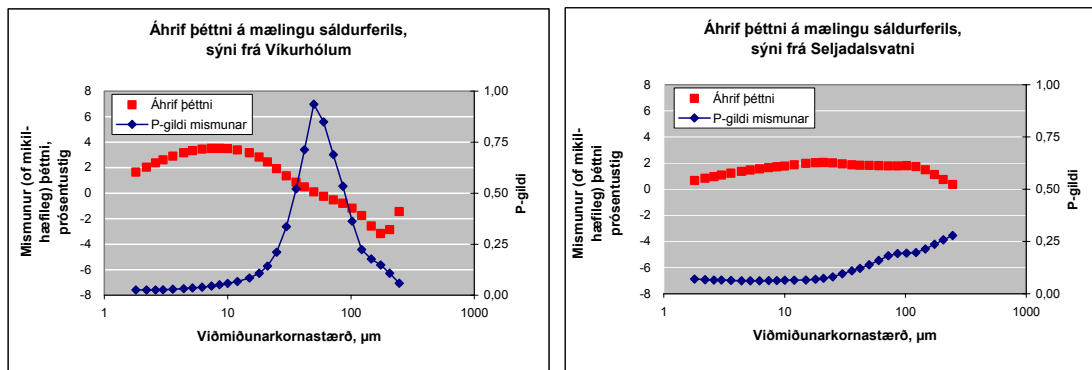 Áhrif þéttni á mælingu sáldurferils,
sýni frá Víkurhólum
8
6
4
2
0
-2
-4
-6
-8
1,00
0,75
0,50
0,25
0,00
1
10
100
1000
Áhrif þéttni
P-gildi mismunar
Mismunur (of mikil-
hæfileg) þéttni,
prósentustig
P-gildi
Viðmiðunarkornastærð, µm
Áhrif þéttni á mælingu sáldurferils,
sýni frá Seljadalsvatni
8
6
4
2
0
-2
-4
-6
-8
1,00
0,75
0,50
0,25
0,00
1
10
100
1000
Áhrif þéttni
P-gildi mismunar
Mismunur (of mikil-
hæfileg) þéttni,
prósentustig
P-gildi
Viðmiðunarkornastærð, µm